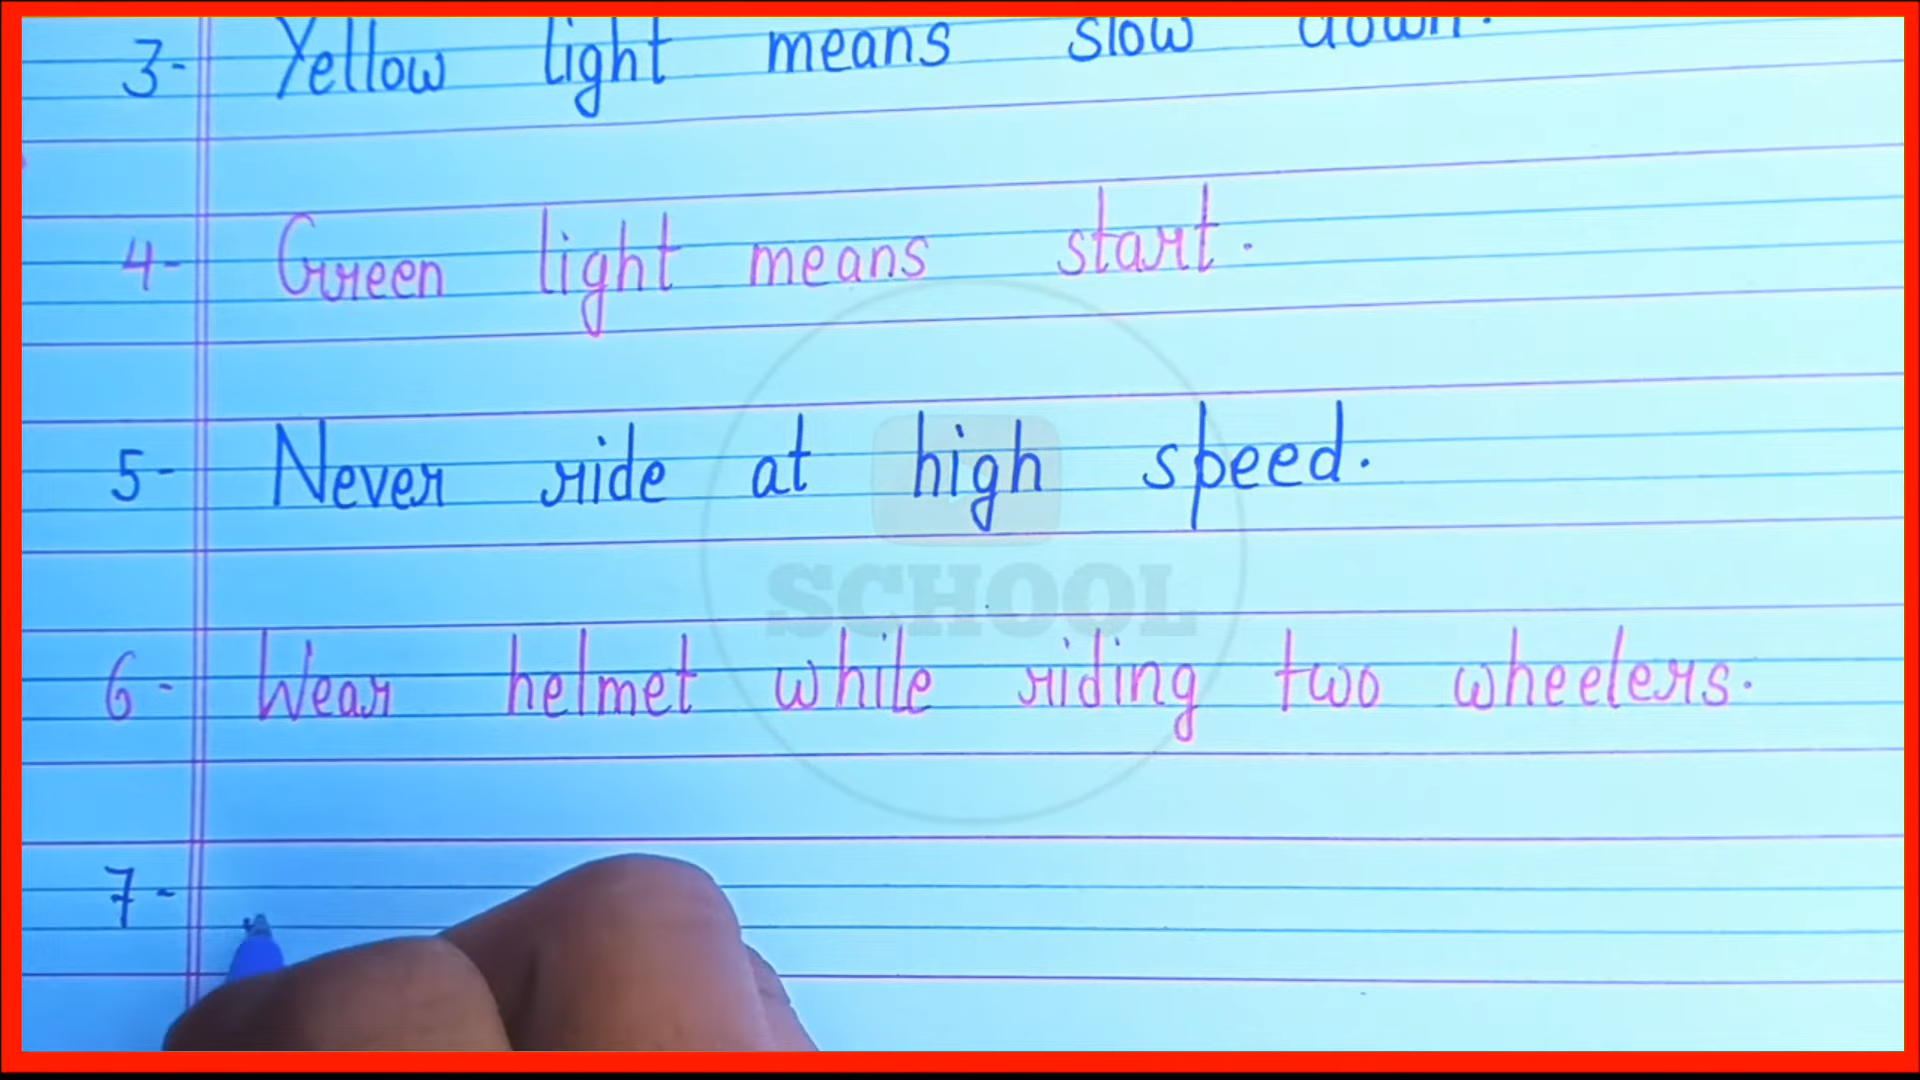 3- Yellow light means slow down.
4- Green light means start.
5- Never ride at high speed.
SCHOOL
6- Wear helmet while riding two wheelers.
7-